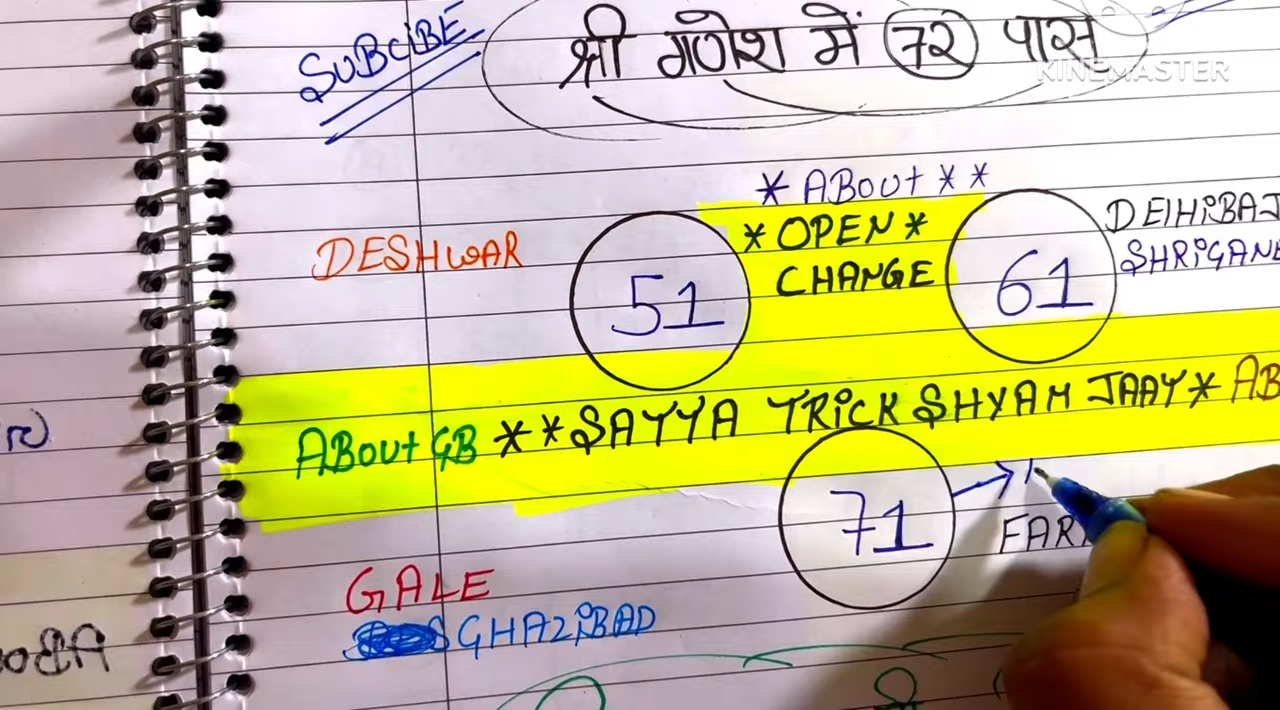 SUBCIBE
श्री गणेश में 72 पास
KINEMASTER
* ABOUT **
* OPEN *
CHANGE
DESHWAR
51
61
DElHiBAJ
SHRiGANE
ABOUT GB **SAYYA TRiCK SHYAM JAAY* AB
71
FAR
GALE
GHAZiBAD